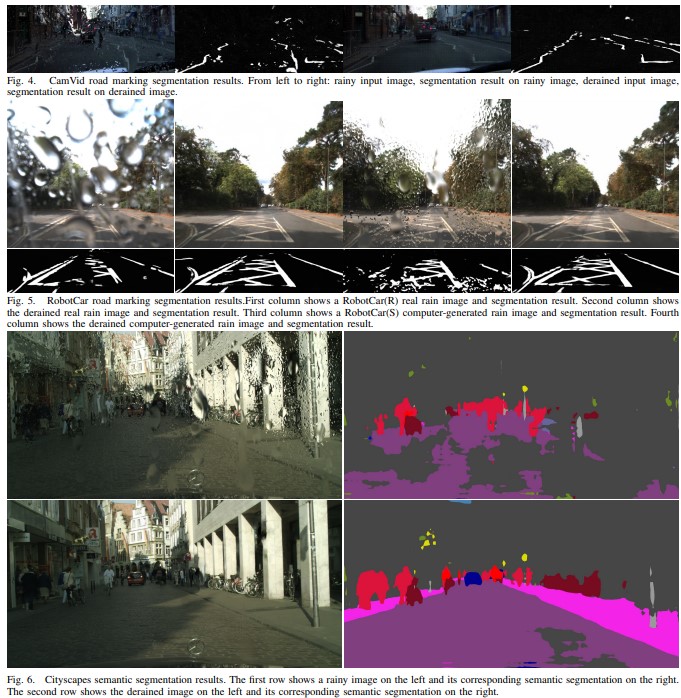 Fig. 4. CamVid road marking segmentation results. From left to right: rainy input image, segmentation result on rainy image, derained input image,
segmentation result on derained image.
Fig. 5. RobotCar road marking segmentation results.First column shows a RobotCar(R) real rain image and segmentation result. Second column shows
the derained real rain image and segmentation result. Third column shows a RobotCar(S) computer-generated rain image and segmentation result. Fourth
column shows the derained computer-generated rain image and segmentation result.
Fig. 6. Cityscapes semantic segmentation results. The first row shows a rainy image on the left and its corresponding semantic segmentation on the right.
The second row shows the derained image on the left and its corresponding semantic segmentation on the right.